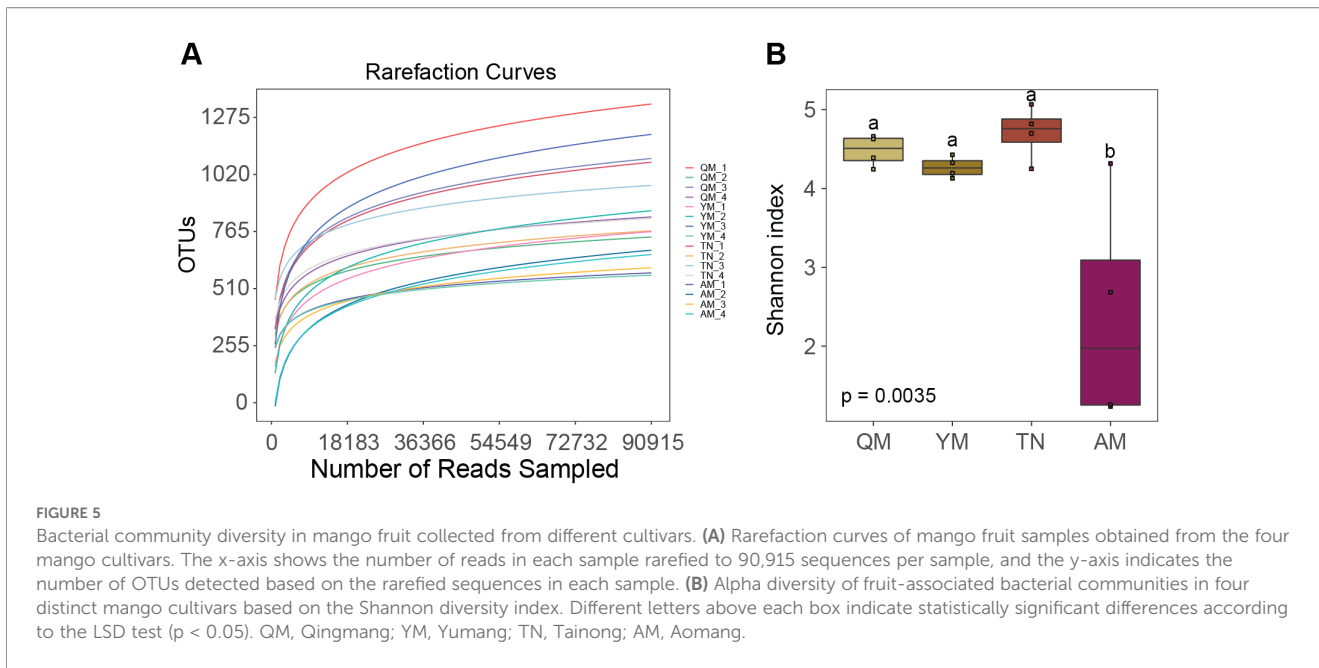 A
Rarefaction Curves
1275
1020
765
510
255
0
OTUs
0 18183 36366 54549 72732 90915
Number of Reads Sampled
QM_1
QM_2
QM_3
QM_4
YM_1
YM_2
YM_3
YM_4
TN_1
TN_2
TN_3
TN_4
AM_1
AM_2
AM_3
AM_4
B
5
4
3
2
Shannon index
a
a
a
b
p = 0.0035
QM YM TN AM
FIGURE 5
Bacterial community diversity in mango fruit collected from different cultivars. (A) Rarefaction curves of mango fruit samples obtained from the four
mango cultivars. The x-axis shows the number of reads in each sample rarefied to 90,915 sequences per sample, and the y-axis indicates the
number of OTUs detected based on the rarefied sequences in each sample. (B) Alpha diversity of fruit-associated bacterial communities in four
distinct mango cultivars based on the Shannon diversity index. Different letters above each box indicate statistically significant differences according
to the LSD test (p < 0.05). QM, Qingmang; YM, Yumang; TN, Tainong; AM, Aomang.